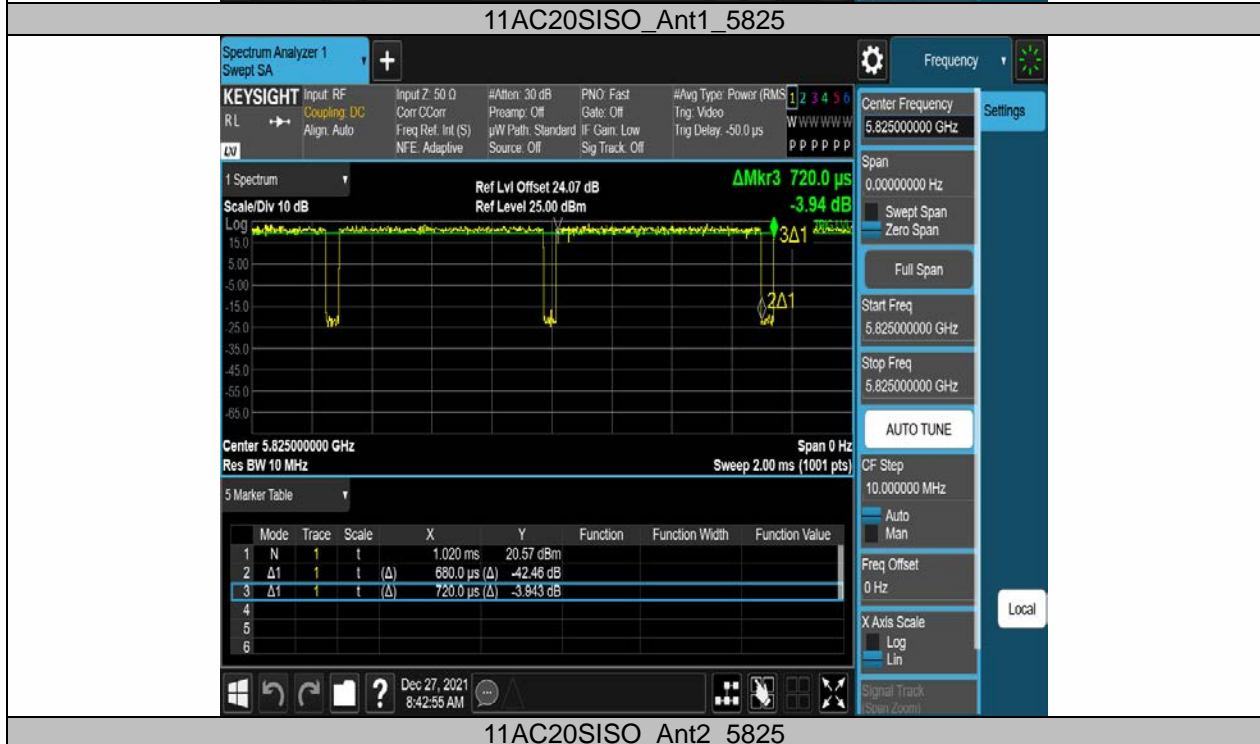 11AC20SISO_Ant1_5825
Spectrum Analyzer 1
Swept SA
Frequency
KEYSIGHT
RL
LXI
Input: RF
Coupling: DC
Align: Auto
Input Z: 50 Ω
Corr CCorr
Freq Ref: Int (S)
NFE: Adaptive
#Atten: 30 dB
Preamp: Off
µW Path: Standard
Source: Off
PNO: Fast
Gate: Off
IF Gain: Low
Sig Track: Off
#Avg Type: Power (RMS
Trig: Video
Trig Delay: -50.0 µs
1 2 3 4 5 6
W W W W W W
P P P P P P
Center Frequency
5.825000000 GHz
Settings
Span
0.00000000 Hz
Swept Span
Zero Span
Full Span
Start Freq
5.825000000 GHz
Stop Freq
5.825000000 GHz
AUTO TUNE
CF Step
10.000000 MHz
Auto
Man
Freq Offset
0 Hz
X Axis Scale
Log
Lin
Signal Track
(Span Zoom)
Local
1 Spectrum
Scale/Div 10 dB
Ref Lvl Offset 24.07 dB
Ref Level 25.00 dBm
ΔMkr3 720.0 µs
-3.94 dB
Log
15.0
5.00
-5.00
-15.0
-25.0
-35.0
-45.0
-55.0
-65.0
3Δ1
2Δ1
Center 5.825000000 GHz
Span 0 Hz
Res BW 10 MHz
Sweep 2.00 ms (1001 pts)
5 Marker Table
Mode Trace Scale X Y Function Function Width Function Value
1 N 1 t 1.020 ms 20.57 dBm
2 Δ1 1 t (Δ) 680.0 µs (Δ) -42.46 dB
3 Δ1 1 t (Δ) 720.0 µs (Δ) -3.943 dB
4
5
6
?
Dec 27, 2021
8:42:55 AM
11AC20SISO_Ant2_5825